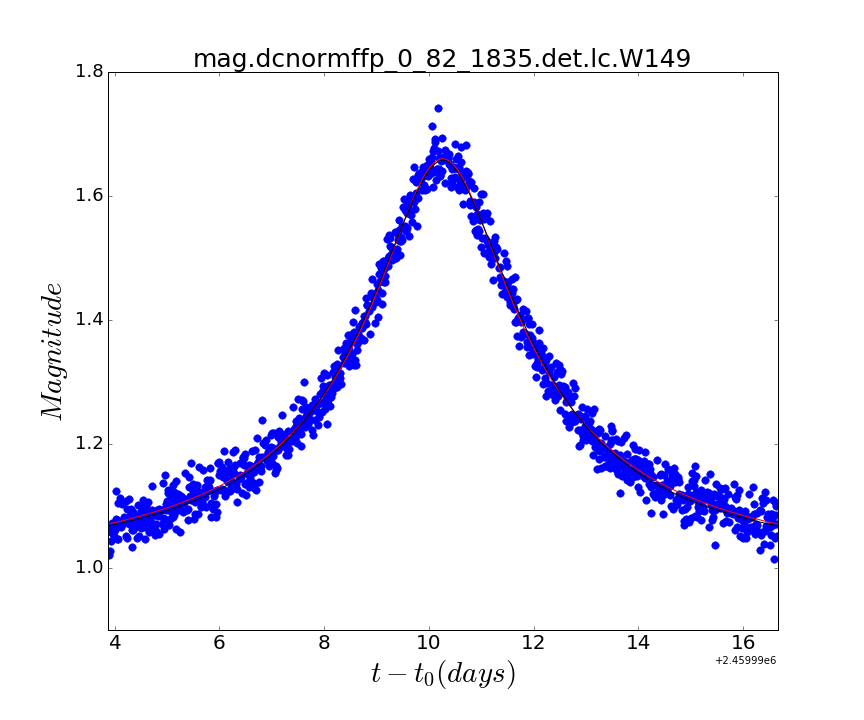 mag.dcnormffp_0_82_1835.det.lc.W149
Magnitude
1.8
1.6
1.4
1.2
1.0
4 6 8 10 12 14 16
+2.45999e6
t − t₀(days)